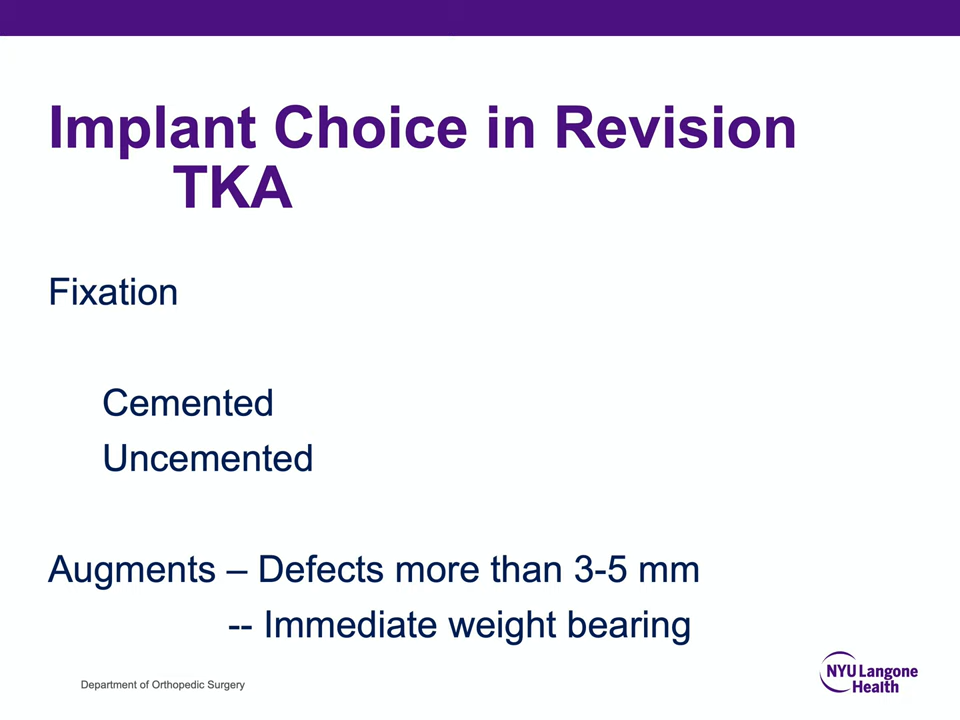 Implant Choice in Revision
TKA
Fixation
Cemented
Uncemented
Augments – Defects more than 3-5 mm
-- Immediate weight bearing
Department of Orthopedic Surgery
NYU Langone
Health